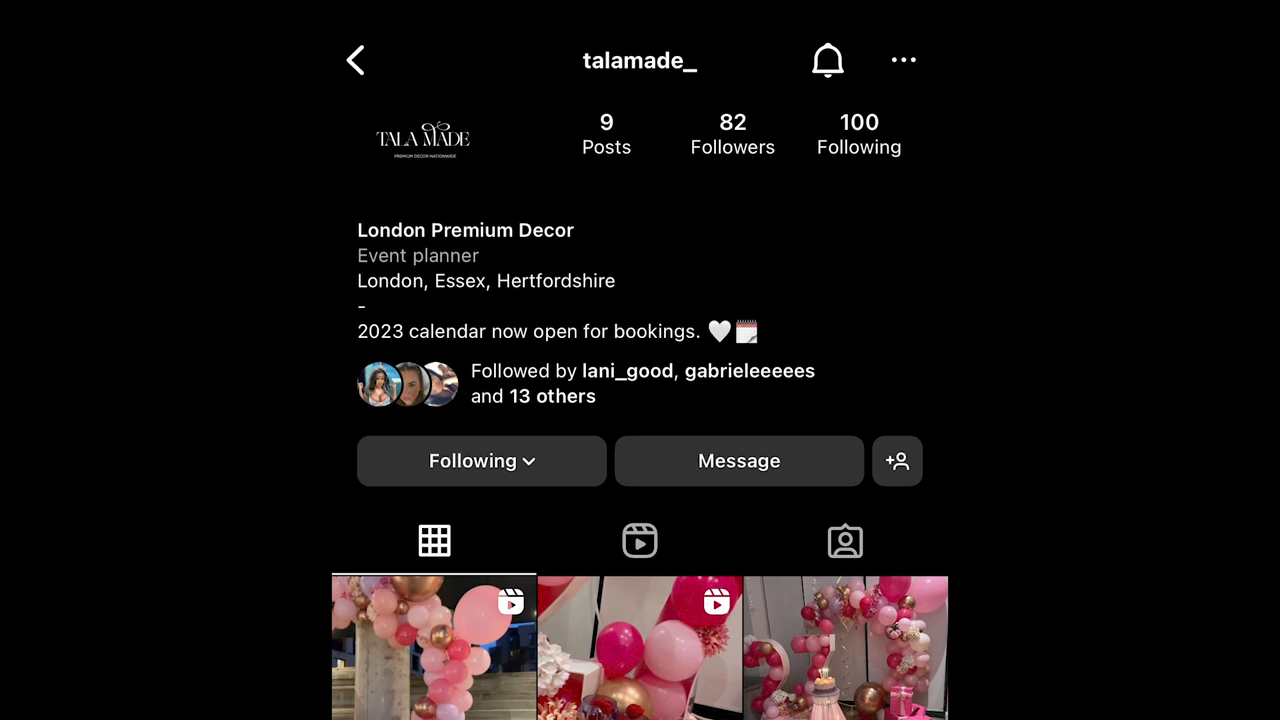 talamade_
TALA MADE
PREMIUM DECOR NATIONWIDE
9
Posts
82
Followers
100
Following
London Premium Decor
Event planner
London, Essex, Hertfordshire
-
2023 calendar now open for bookings. 🤍🗓️
Followed by lani_good, gabrieleeeees
and 13 others
Following
Message